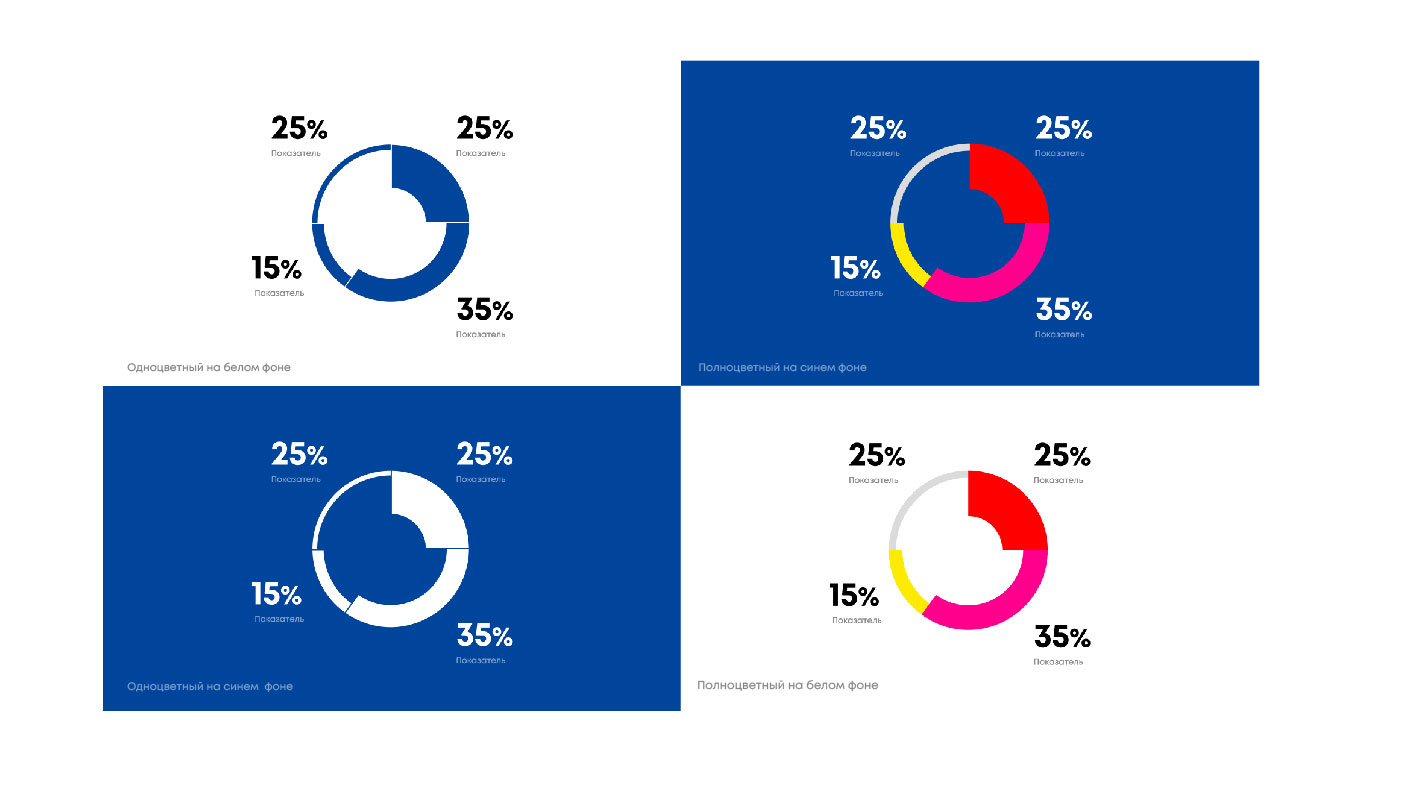 25% 25%
Показатель Показатель
15%
Показатель
35%
Показатель
Одноцветный на белом фоне
25% 25%
Показатель Показатель
15%
Показатель
35%
Показатель
Полноцветный на синем фоне
25% 25%
Показатель Показатель
15%
Показатель
35%
Показатель
Одноцветный на синем фоне
25% 25%
Показатель Показатель
15%
Показатель
35%
Показатель
Полноцветный на белом фоне